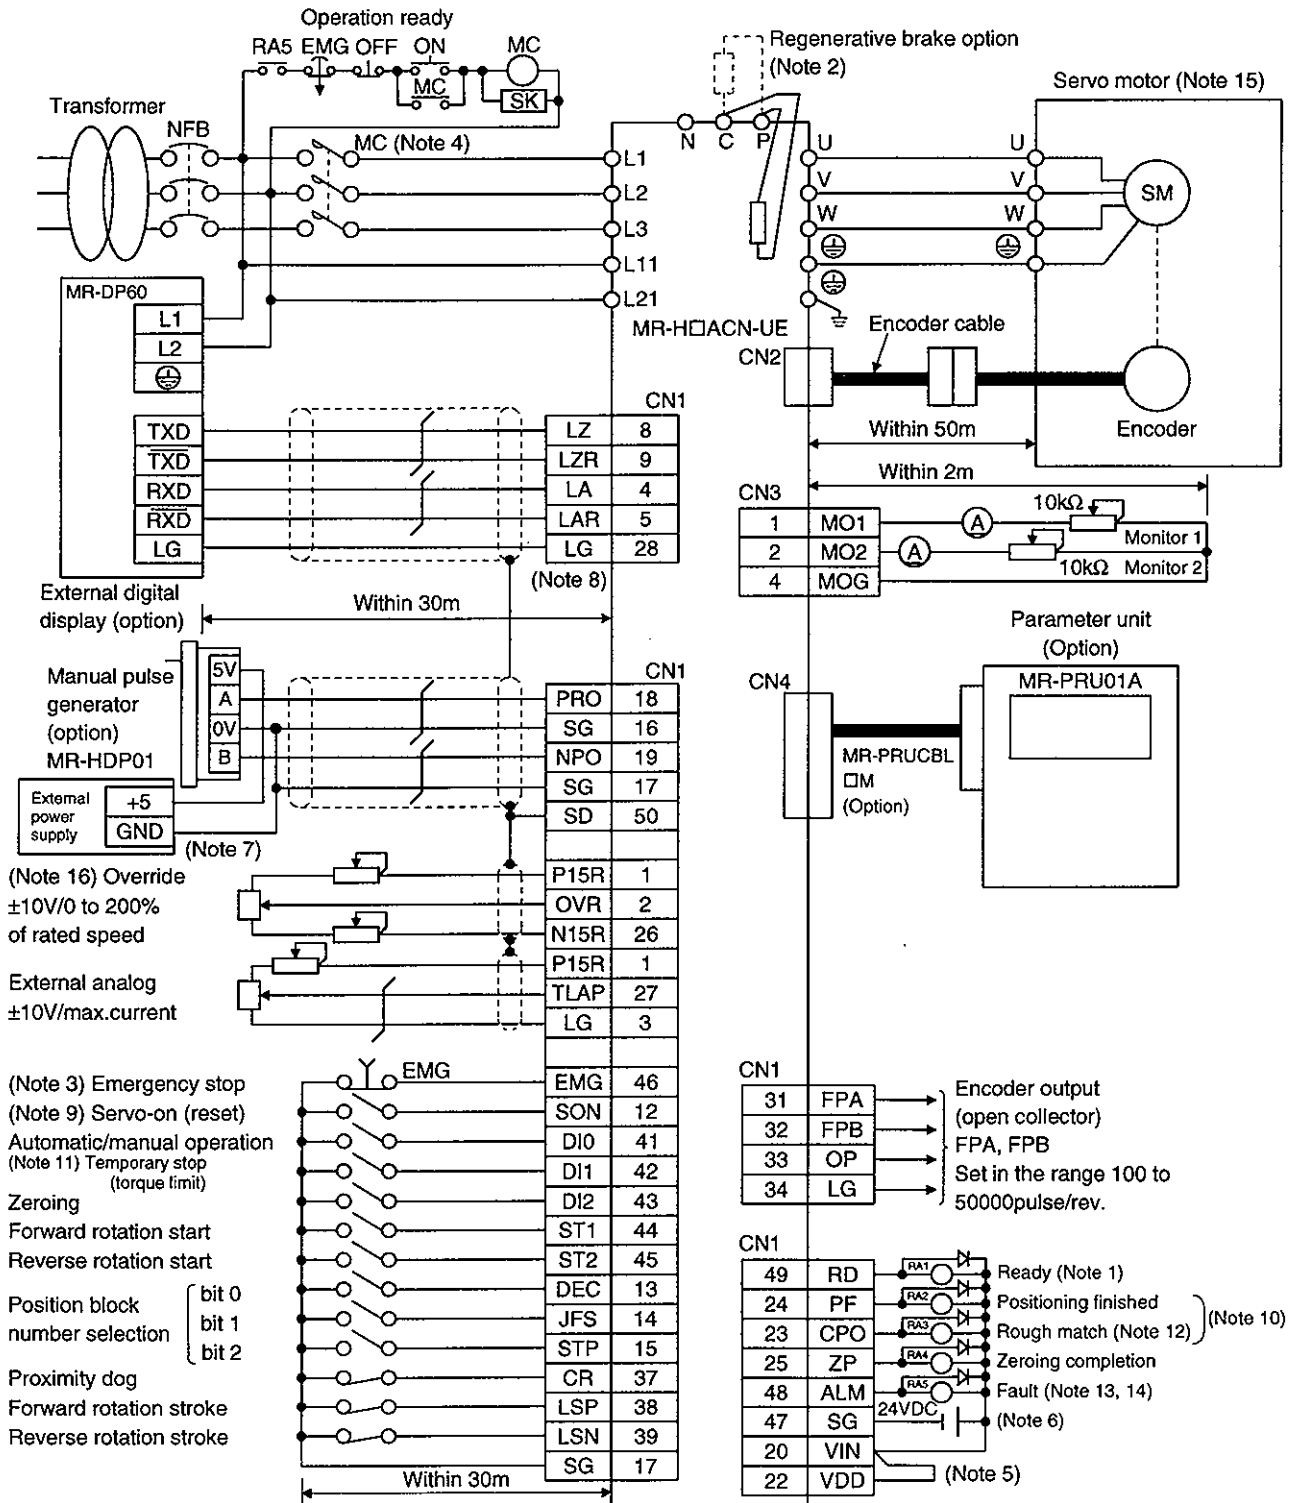 Operation ready
RA5 EMG OFF ON MC
MC
SK
Transformer
NFB
MC (Note 4)
L1
L2
L3
L11
L21
Regenerative brake option
(Note 2)
N C P
Servo motor (Note 15)
U U
V V
W W
SM
MR-H□ACN-UE
Encoder cable
CN2
Within 50m
Encoder
Within 2m
MR-DP60
L1
L2
TXD
TXD
RXD
RXD
LG
External digital
display (option)
CN1
LZ 8
LZR 9
LA 4
LAR 5
LG 28
(Note 8)
Within 30m
CN3
1 MO1
2 MO2
4 MOG
A 10kΩ Monitor 1
A 10kΩ Monitor 2
Manual pulse
generator
(option)
MR-HDP01
5V
A
0V
B
External
power
supply
+5
GND
(Note 7)
CN1
PRO 18
SG 16
NPO 19
SG 17
SD 50
P15R 1
OVR 2
N15R 26
P15R 1
TLAP 27
LG 3
(Note 16) Override
±10V/0 to 200%
of rated speed
External analog
±10V/max.current
Parameter unit
(Option)
MR-PRU01A
CN4
MR-PRUCBL
□M
(Option)
EMG
(Note 3) Emergency stop EMG 46
(Note 9) Servo-on (reset) SON 12
Automatic/manual operation DI0 41
(Note 11) Temporary stop DI1 42
(torque limit)
Zeroing DI2 43
Forward rotation start ST1 44
Reverse rotation start ST2 45
Position block
number selection
bit 0 DEC 13
bit 1 JFS 14
bit 2 STP 15
Proximity dog CR 37
Forward rotation stroke LSP 38
Reverse rotation stroke LSN 39
SG 17
Within 30m
CN1
31 FPA
32 FPB
33 OP
34 LG
Encoder output
(open collector)
FPA, FPB
Set in the range 100 to
50000pulse/rev.
CN1
49 RD RA1 Ready (Note 1)
24 PF RA2 Positioning finished
23 CPO RA3 Rough match (Note 12)
(Note 10)
25 ZP RA4 Zeroing completion
48 ALM RA5 Fault (Note 13, 14)
47 SG 24VDC (Note 6)
20 VIN
22 VDD (Note 5)